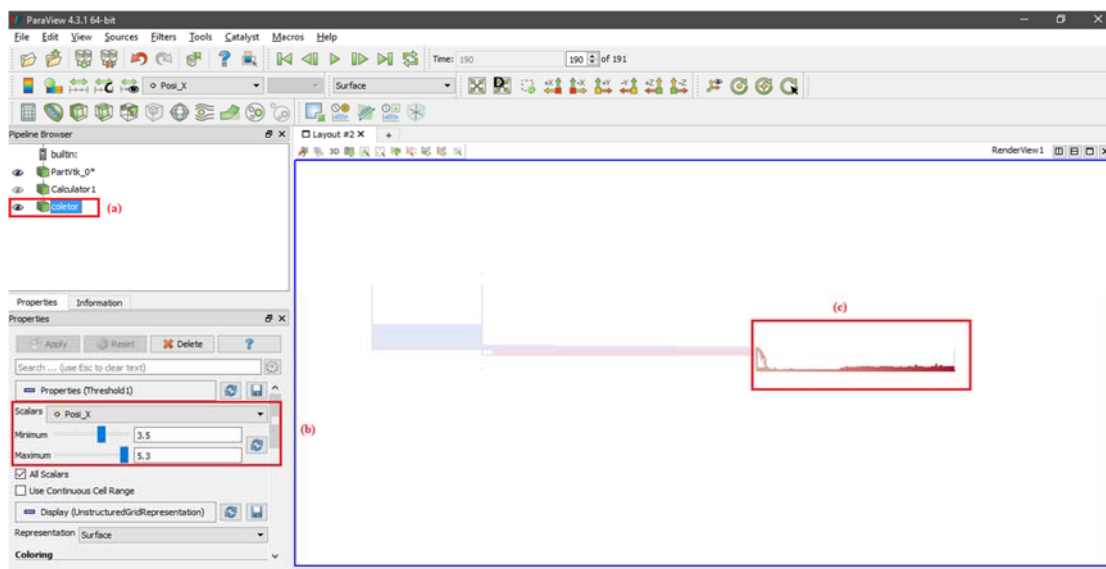 ParaView 4.3.1 64-bit
File Edit View Sources Filters Tools Catalyst Macros Help
Time: 190 190 of 191
Posi_X Surface
Pipeline Browser
Layout #2 X +
3D
RenderView1
builtin:
PartVtk_0*
Calculator1
coletor
(a)
(c)
Properties Information
Properties
Apply Reset Delete ?
Search ... (use Esc to clear text)
Properties (Threshold1)
Scalars Posi_X
Minimum 3.5
(b)
Maximum 5.3
All Scalars
Use Continuous Cell Range
Display (UnstructuredGridRepresentation)
Representation Surface
Coloring